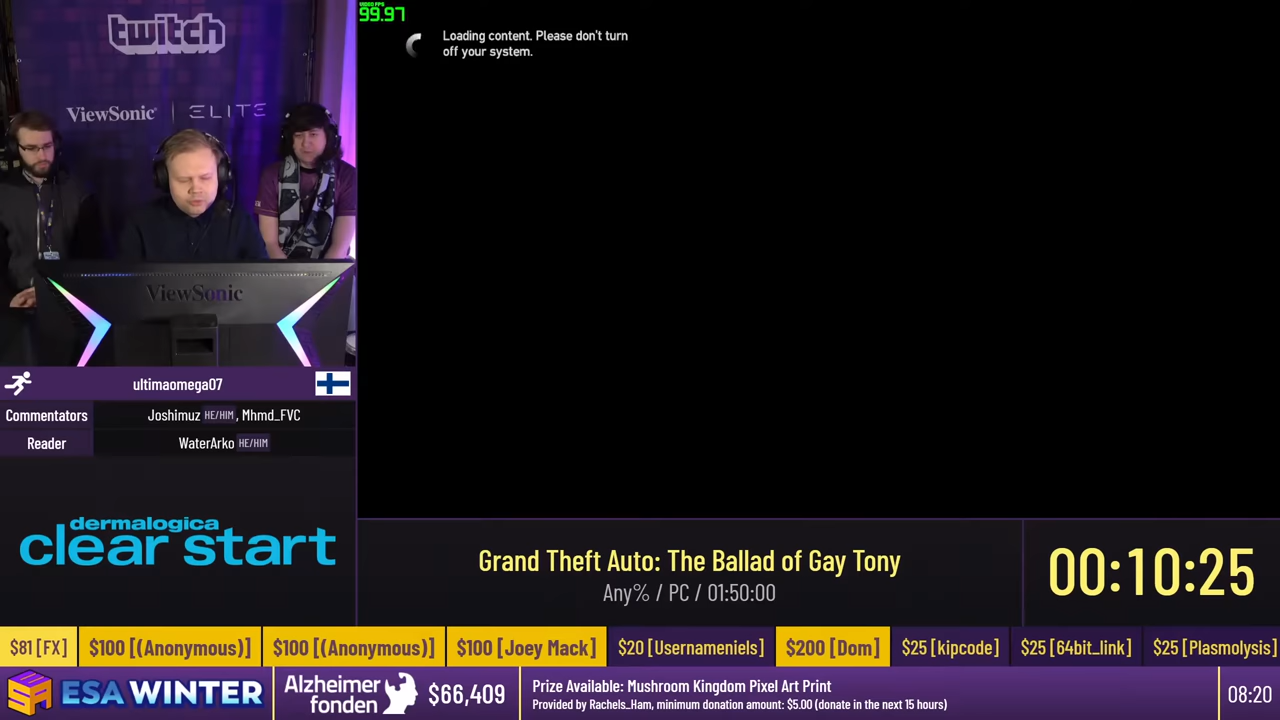 twitch
ViewSonic | ELITE
ViewSonic
VIDEO FPS
99.97
Loading content. Please don't turn
off your system.
ultimaomega07
Commentators
Joshimuz HE/HIM, Mhmd_FVC
Reader
WaterArko HE/HIM
dermalogica
clear start
Grand Theft Auto: The Ballad of Gay Tony
Any% / PC / 01:50:00
00:10:25
$81 [FX]
$100 [(Anonymous)]
$100 [(Anonymous)]
$100 [Joey Mack]
$20 [Usernameniels]
$200 [Dom]
$25 [kipcode]
$25 [64bit_link]
$25 [Plasmolysis]
ESA WINTER
Alzheimer
fonden
$66,409
Prize Available: Mushroom Kingdom Pixel Art Print
Provided by Rachels_Ham, minimum donation amount: $5.00 (donate in the next 15 hours)
08:20